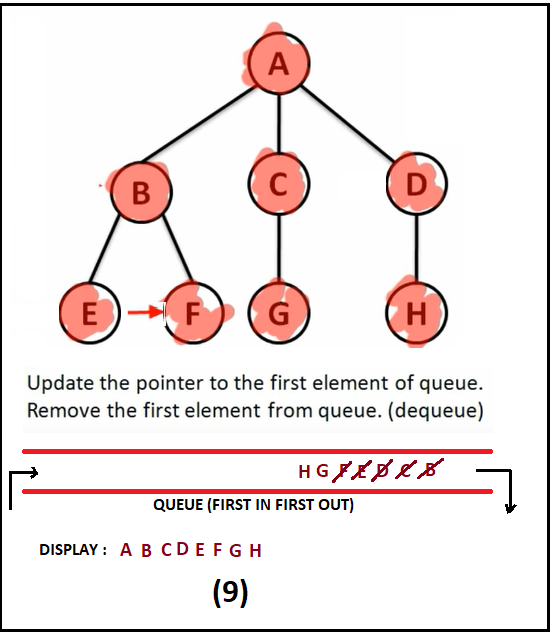 A
B C D
E F G H
Update the pointer to the first element of queue.
Remove the first element from queue. (dequeue)
H G F E D C B
QUEUE (FIRST IN FIRST OUT)
DISPLAY : A B C D E F G H
(9)